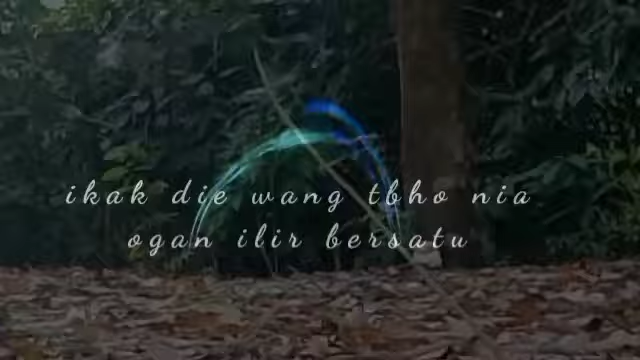 ikak die wang tbho nia
ogan ilir bersatu